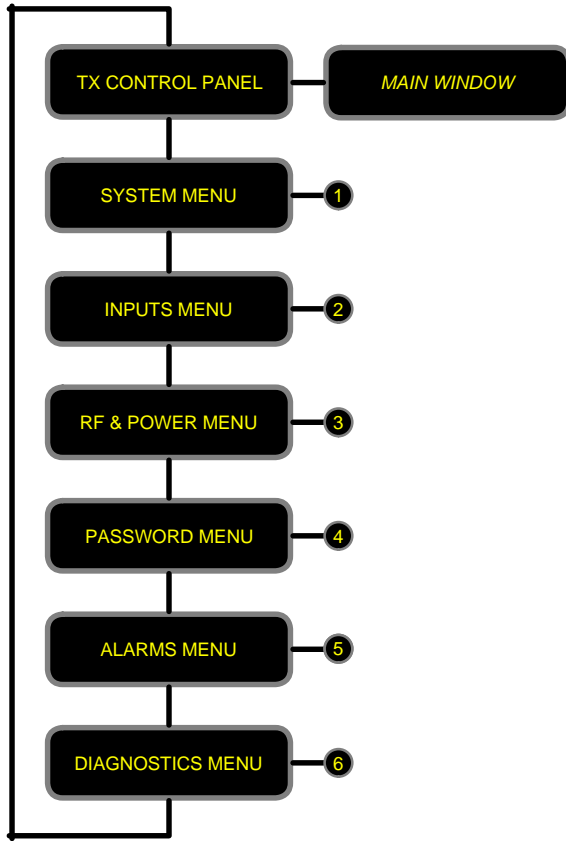 TX CONTROL PANEL
MAIN WINDOW
SYSTEM MENU
1
INPUTS MENU
2
RF & POWER MENU
3
PASSWORD MENU
4
ALARMS MENU
5
DIAGNOSTICS MENU
6